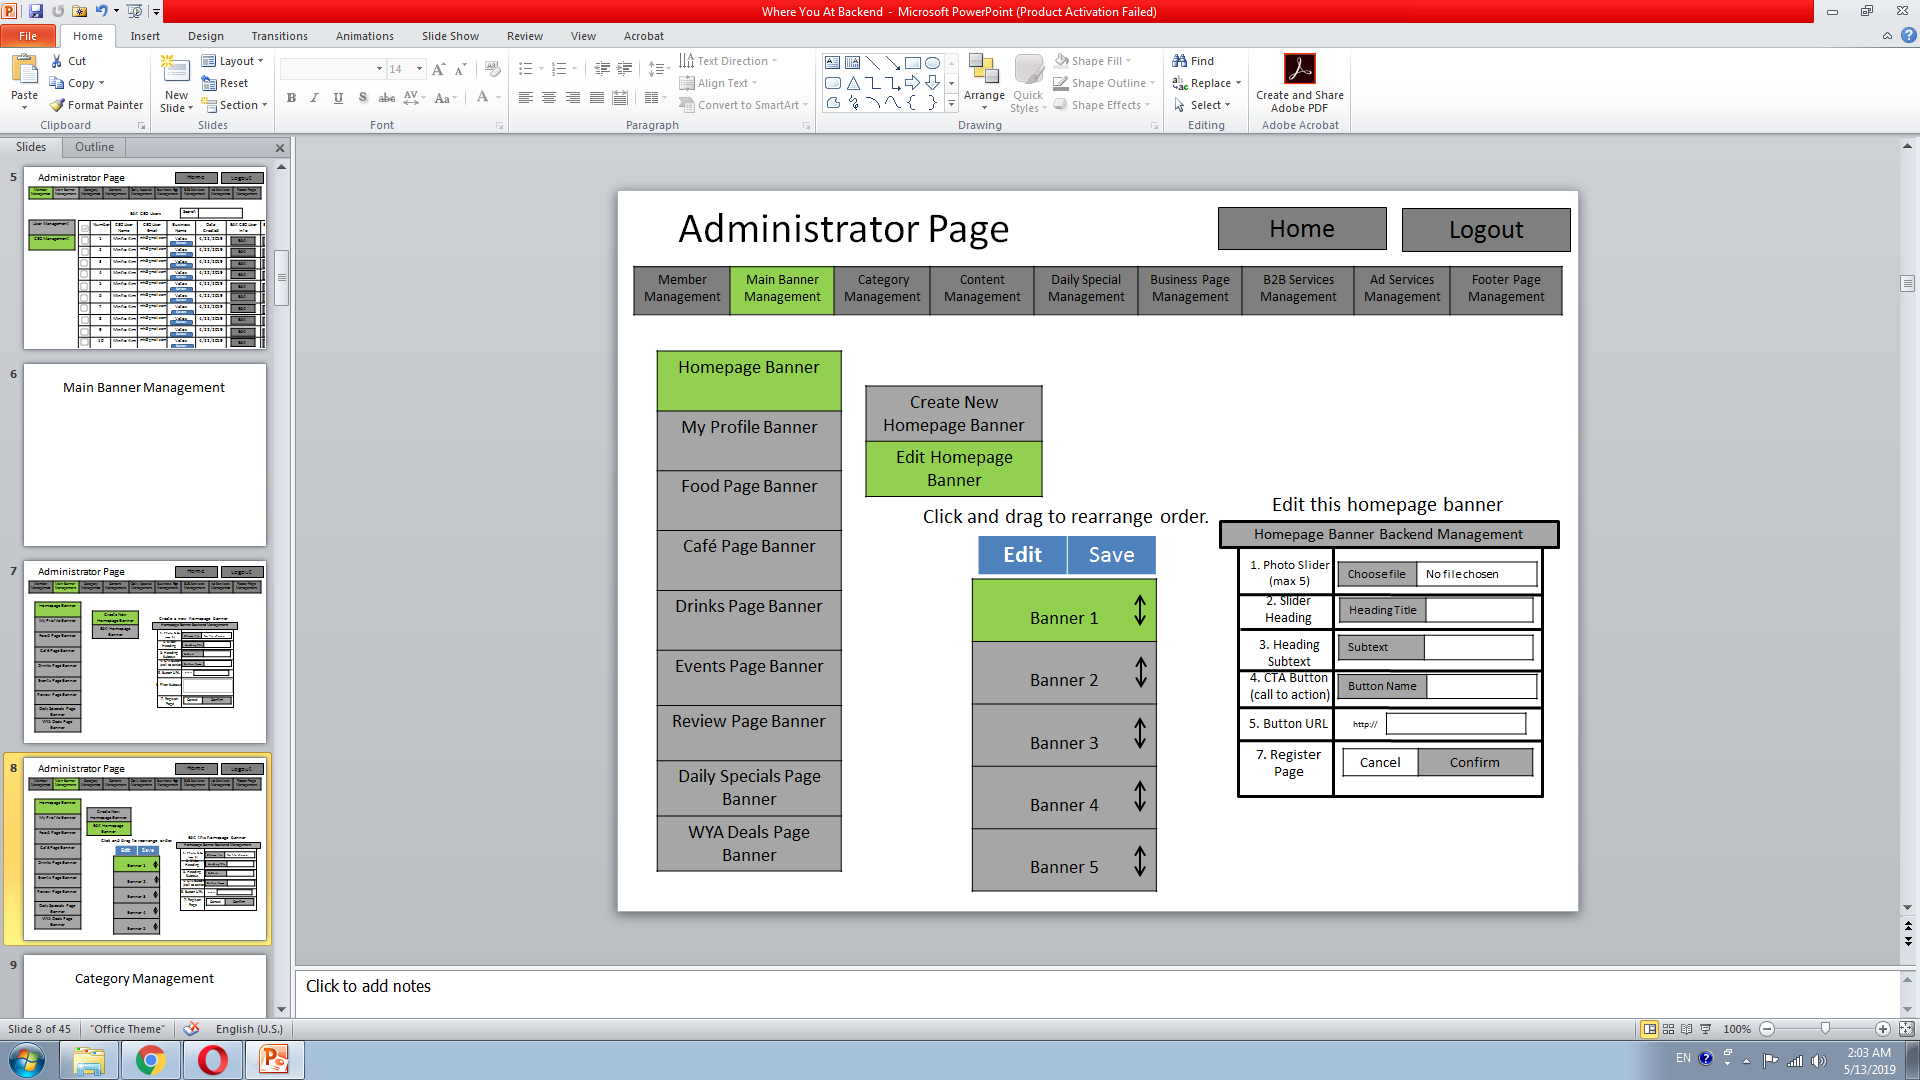 Where You At Backend - Microsoft PowerPoint (Product Activation Failed)
File Home Insert Design Transitions Animations Slide Show Review View Acrobat
Paste
Cut
Copy
Format Painter
Clipboard
New
Slide
Layout
Reset
Section
Slides
14
Font
Text Direction
Align Text
Convert to SmartArt
Paragraph
Arrange
Quick
Styles
Shape Fill
Shape Outline
Shape Effects
Drawing
Find
Replace
Select
Editing
Create and Share
Adobe PDF
Adobe Acrobat
Slides Outline
5
Administrator Page
Home
Logout
6
Main Banner Management
7
Administrator Page
Home
Logout
8
Administrator Page
Home
Logout
9
Category Management
Administrator Page
Home
Logout
Member
Management
Main Banner
Management
Category
Management
Content
Management
Daily Special
Management
Business Page
Management
B2B Services
Management
Ad Services
Management
Footer Page
Management
Homepage Banner
My Profile Banner
Food Page Banner
Café Page Banner
Drinks Page Banner
Events Page Banner
Review Page Banner
Daily Specials Page
Banner
WYA Deals Page
Banner
Create New
Homepage Banner
Edit Homepage
Banner
Click and drag to rearrange order.
Edit Save
Banner 1
Banner 2
Banner 3
Banner 4
Banner 5
Edit this homepage banner
Homepage Banner Backend Management
1. Photo Slider
(max 5)
Choose file No file chosen
2. Slider
Heading
Heading Title
3. Heading
Subtext
Subtext
4. CTA Button
(call to action)
Button Name
5. Button URL
http://
7. Register
Page
Cancel Confirm
Click to add notes
Slide 8 of 45 "Office Theme" English (U.S.)
100%
EN
2:03 AM
5/13/2019